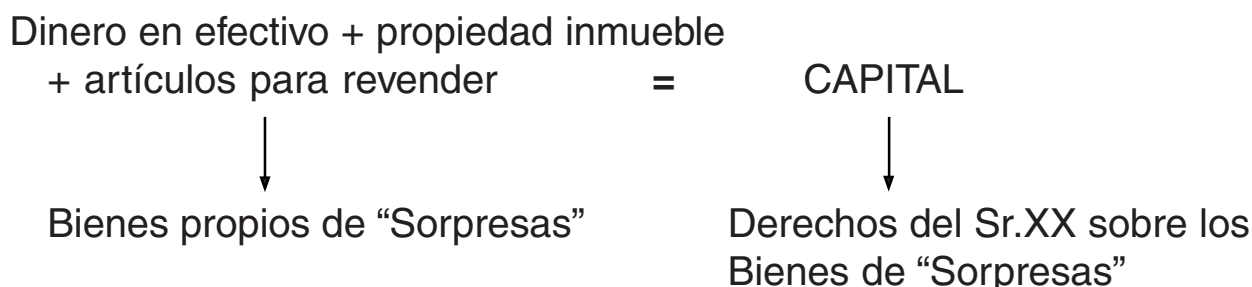 Dinero en efectivo + propiedad inmueble
+ artículos para revender = CAPITAL
Bienes propios de “Sorpresas”
Derechos del Sr.XX sobre los
Bienes de “Sorpresas”